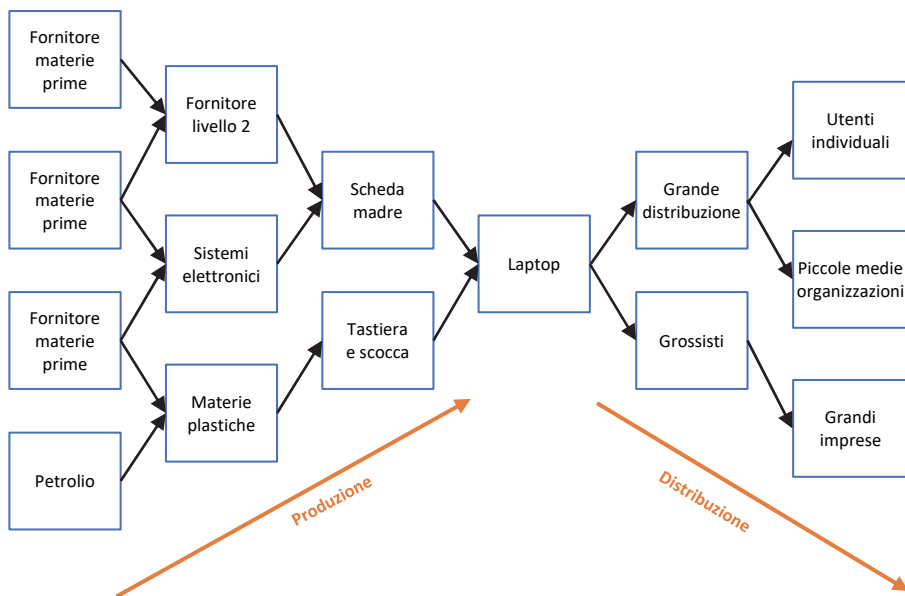 Fornitore
materie
prime
Fornitore
materie
prime
Fornitore
materie
prime
Petrolio
Fornitore
livello 2
Sistemi
elettronici
Materie
plastiche
Scheda
madre
Tastiera
e scocca
Laptop
Grande
distribuzione
Grossisti
Utenti
individuali
Piccole medie
organizzazioni
Grandi
imprese
Produzione
Distribuzione